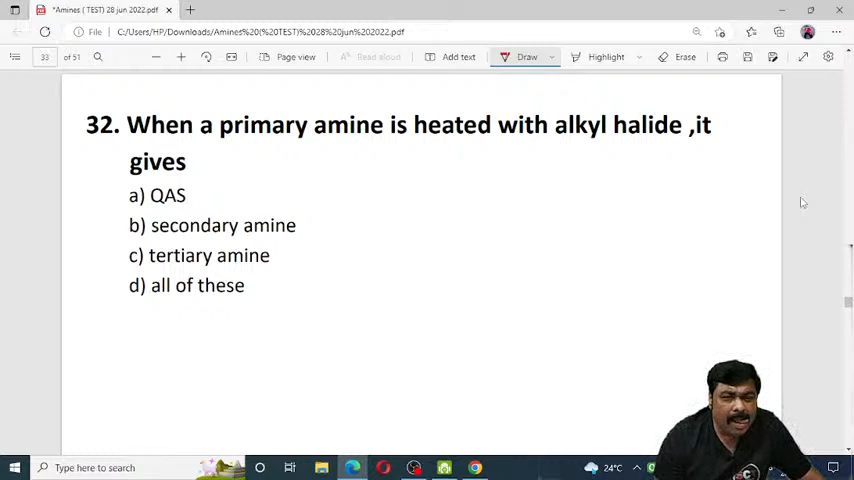 *Amines ( TEST) 28 jun 2022.pdf
File C:/Users/HP/Downloads/Amines%20(%20TEST)%2028%20jun%202022.pdf
33 of 51 Page view Read aloud Add text Draw Highlight Erase
32. When a primary amine is heated with alkyl halide ,it
gives
a) QAS
b) secondary amine
c) tertiary amine
d) all of these
Type here to search 24°C